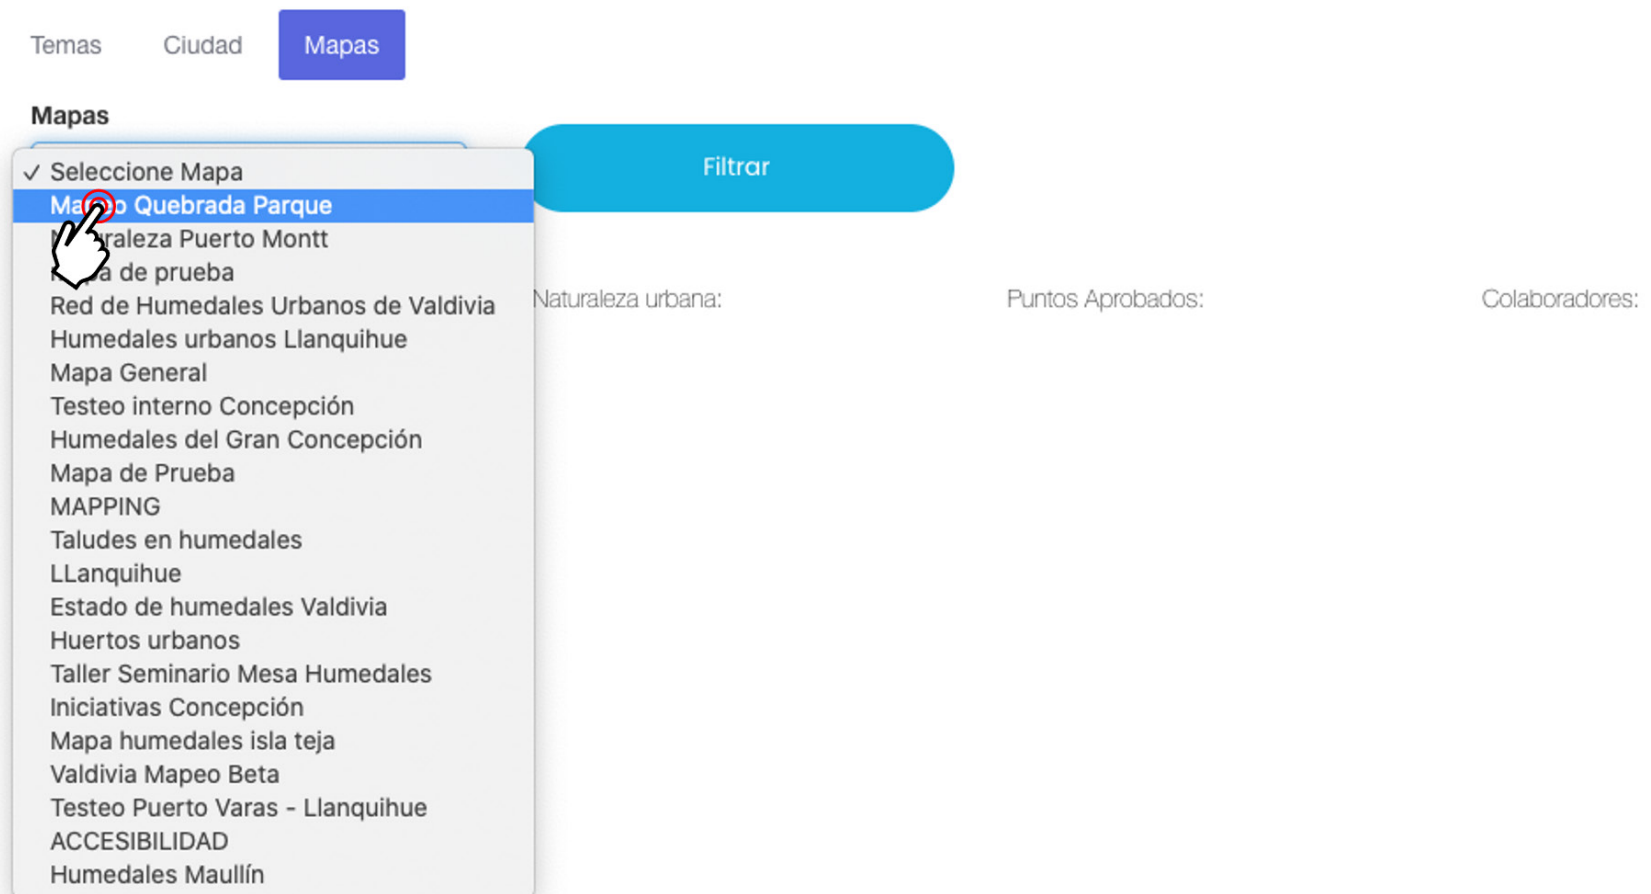 Temas Ciudad Mapas
Mapas
✓ Seleccione Mapa
Filtrar
Quebrada Parque
Puerto Montt
de prueba
Red de Humedales Urbanos de Valdivia
Humedales urbanos Llanquihue
Mapa General
Testeo interno Concepción
Humedales del Gran Concepción
Mapa de Prueba
MAPPING
Taludes en humedales
LLanquihue
Estado de humedales Valdivia
Huertos urbanos
Taller Seminario Mesa Humedales
Iniciativas Concepción
Mapa humedales isla teja
Valdivia Mapeo Beta
Testeo Puerto Varas - Llanquihue
ACCESIBILIDAD
Humedales Maullín
Naturaleza urbana: Puntos Aprobados: Colaboradores: